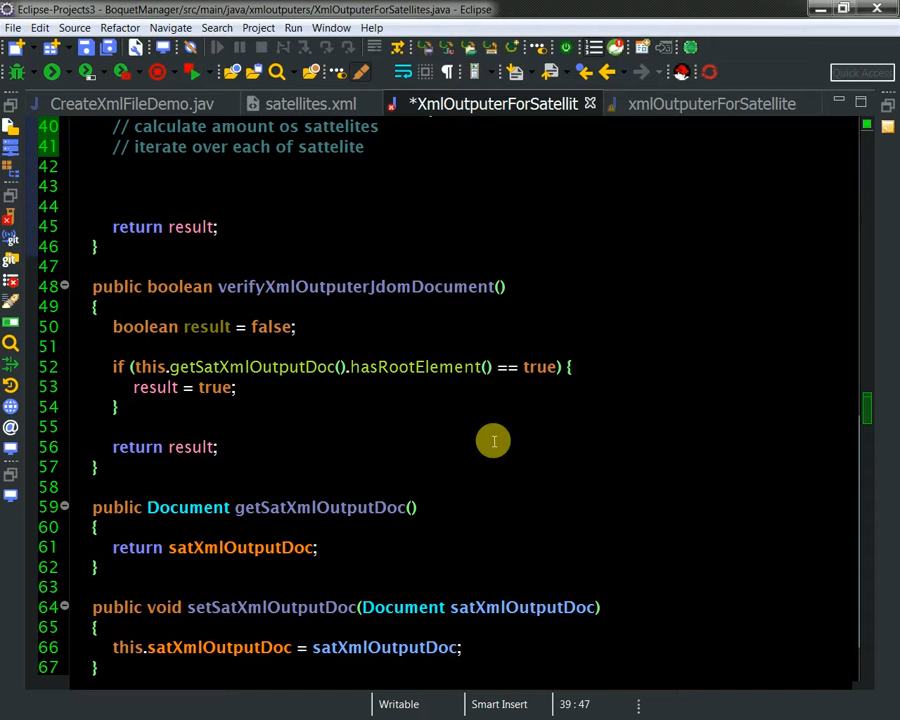 Eclipse-Projects3 - BoquetManager/src/main/java/xmloutputers/XmlOutputerForSatellites.java - Eclipse
File Edit Source Refactor Navigate Search Project Run Window Help
Quick Access
CreateXmlFileDemo.jav satellites.xml *XmlOutputerForSatellit xmlOutputerForSatellite
40 // calculate amount os sattelites
41 // iterate over each of sattelite
42
43
44
45 return result;
46 }
47
48 public boolean verifyXmlOutputerJdomDocument()
49 {
50 boolean result = false;
51
52 if (this.getSatXmlOutputDoc().hasRootElement() == true) {
53 result = true;
54 }
55
56 return result;
57 }
58
59 public Document getSatXmlOutputDoc()
60 {
61 return satXmlOutputDoc;
62 }
63
64 public void setSatXmlOutputDoc(Document satXmlOutputDoc)
65 {
66 this.satXmlOutputDoc = satXmlOutputDoc;
67 }
Writable Smart Insert 39 : 47